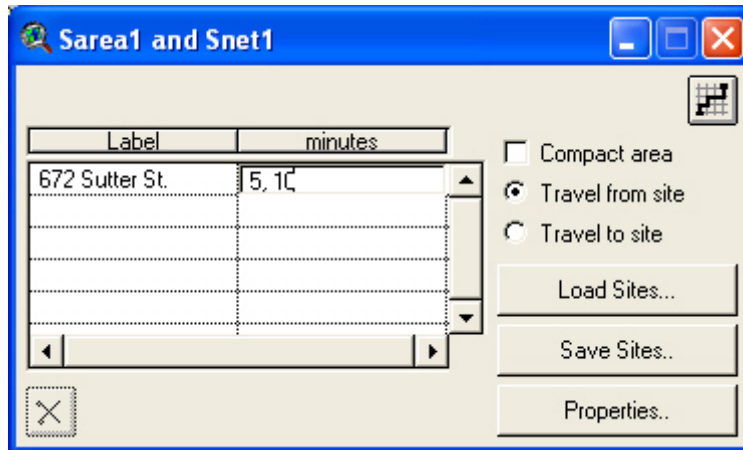 Sarea1 and Snet1
Label minutes
672 Sutter St. 5, 10
Compact area
Travel from site
Travel to site
Load Sites...
Save Sites..
Properties..